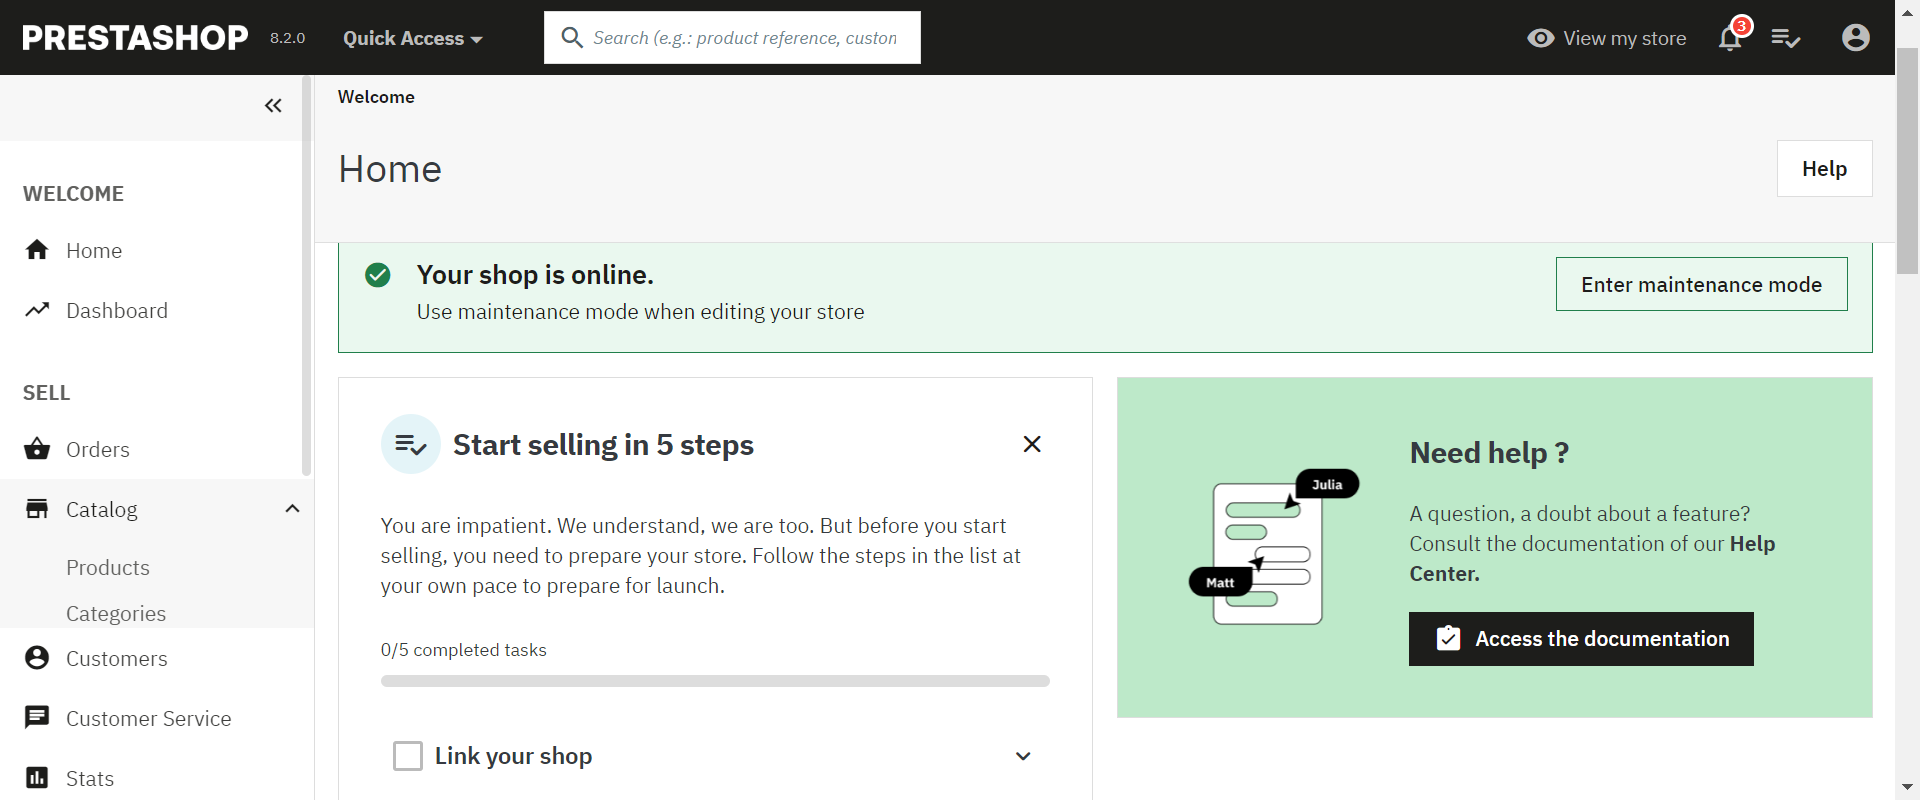 PRESTASHOP 8.2.0 Quick Access Search (e.g.: product reference, custon View my store 3
Welcome
Home
Help
WELCOME
Home
Dashboard
SELL
Orders
Catalog
Products
Categories
Customers
Customer Service
Stats
Your shop is online.
Use maintenance mode when editing your store
Enter maintenance mode
Start selling in 5 steps
You are impatient. We understand, we are too. But before you start
selling, you need to prepare your store. Follow the steps in the list at
your own pace to prepare for launch.
0/5 completed tasks
Link your shop
Julia
Matt
Need help ?
A question, a doubt about a feature?
Consult the documentation of our Help
Center.
Access the documentation